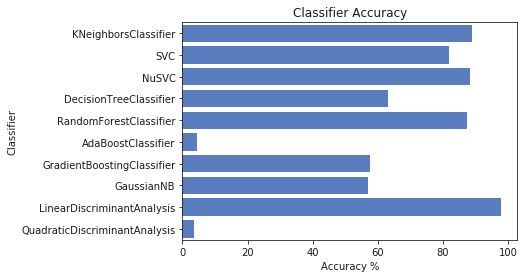 Classifier Accuracy
Classifier
KNeighborsClassifier
SVC
NuSVC
DecisionTreeClassifier
RandomForestClassifier
AdaBoostClassifier
GradientBoostingClassifier
GaussianNB
LinearDiscriminantAnalysis
QuadraticDiscriminantAnalysis
0 20 40 60 80 100
Accuracy %